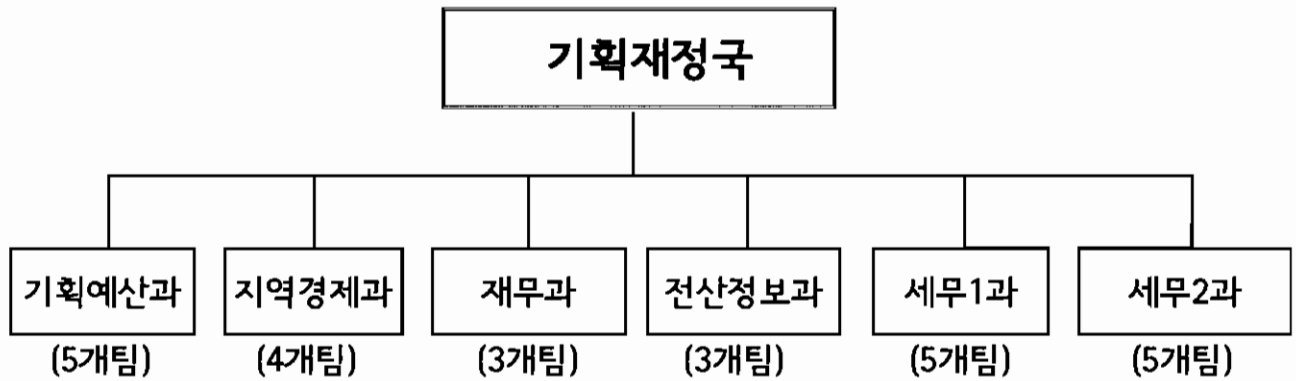 기획재정국
기획예산과 지역경제과 재무과 전산정보과 세무1과 세무2과
(5개팀) (4개팀) (3개팀) (3개팀) (5개팀) (5개팀)